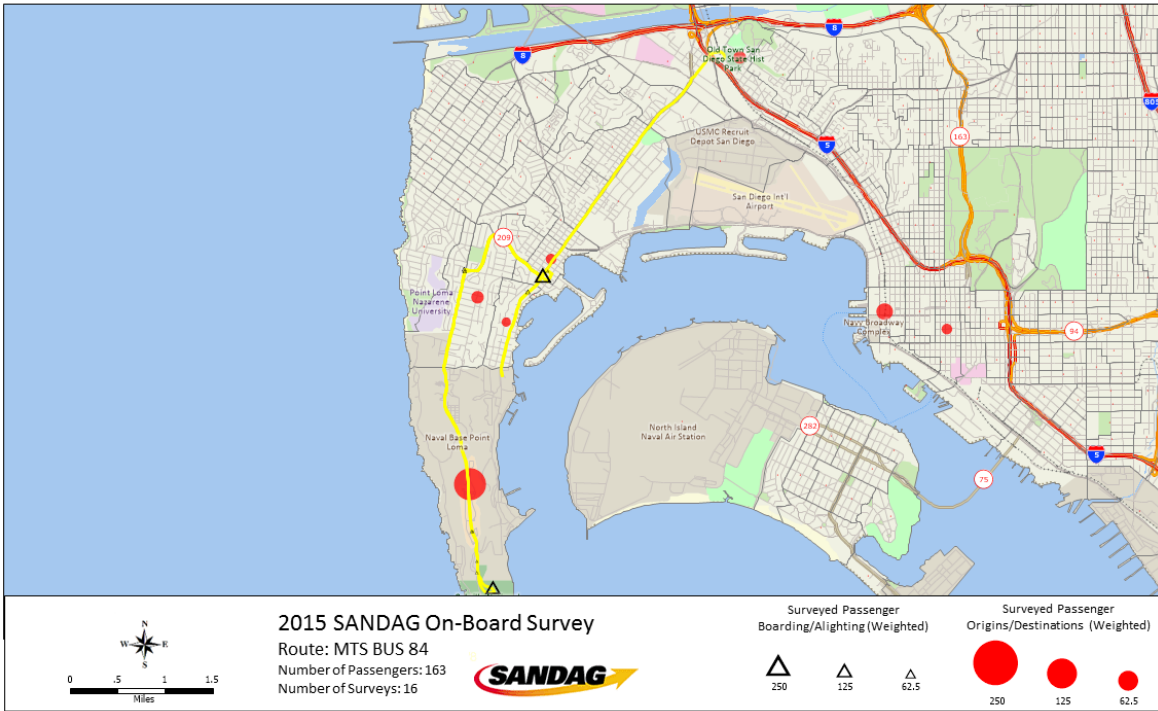 8
8
805
Old Town San
Diego State Hist
Park
163
USMC Recruit
Depot San Diego
5
San Diego Int'l
Airport
209
Point Loma
Nazarene
University
Navy Broadway
Complex
94
Naval Base Point
Loma
North Island
Naval Air Station
282
5
75
N
W
E
S
0
.5
1
1.5
Miles
2015 SANDAG On-Board Survey
Route: MTS BUS 84
Number of Passengers: 163
Number of Surveys: 16
SANDAG
Surveyed Passenger
Boarding/Alighting (Weighted)
250
125
62.5
Surveyed Passenger
Origins/Destinations (Weighted)
250
125
62.5